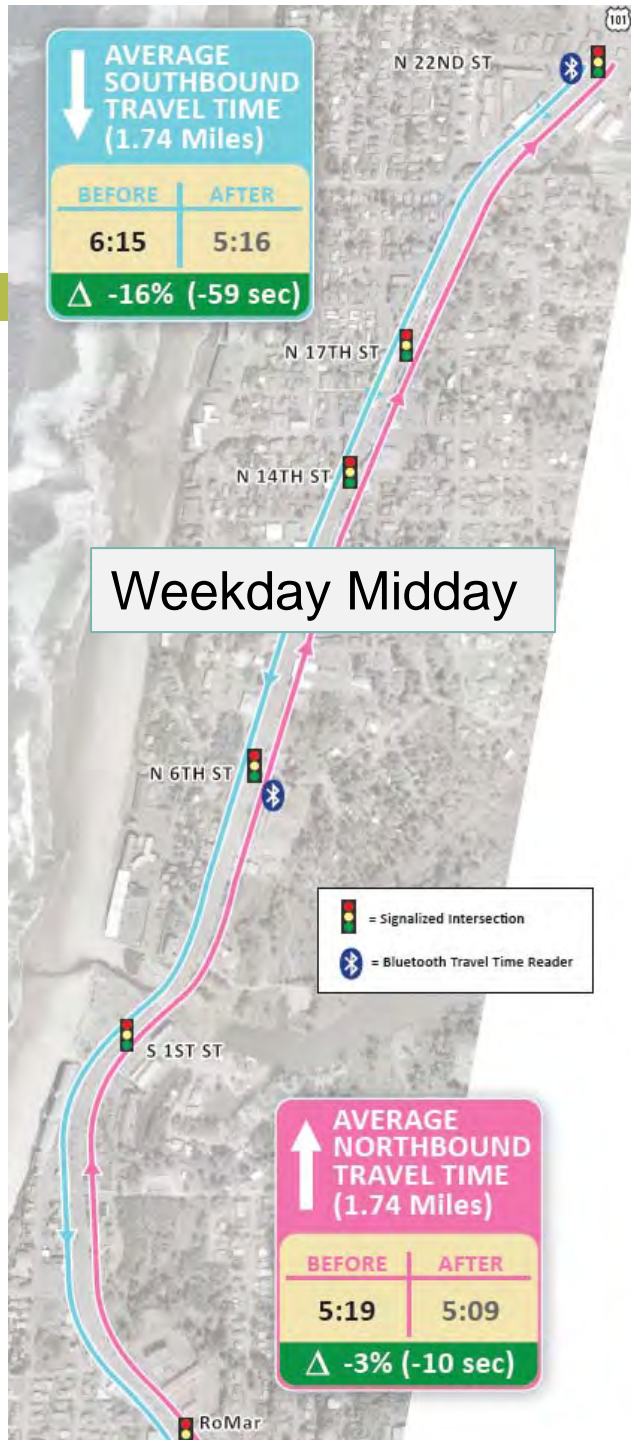 101
N 22ND ST
AVERAGE
SOUTHBOUND
TRAVEL TIME
(1.74 Miles)
BEFORE AFTER
6:15 5:16
Δ -16% (-59 sec)
N 17TH ST
N 14TH ST
Weekday Midday
N 6TH ST
= Signalized Intersection
= Bluetooth Travel Time Reader
S 1ST ST
AVERAGE
NORTHBOUND
TRAVEL TIME
(1.74 Miles)
BEFORE AFTER
5:19 5:09
Δ -3% (-10 sec)
RoMar